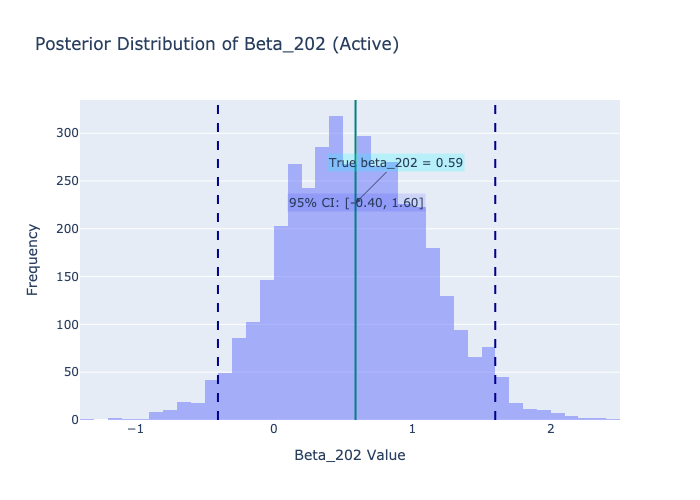 Posterior Distribution of Beta_202 (Active)
300
250
200
150
100
50
0
Frequency
True beta_202 = 0.59
95% CI: [-0.40, 1.60]
−1
0
1
2
Beta_202 Value